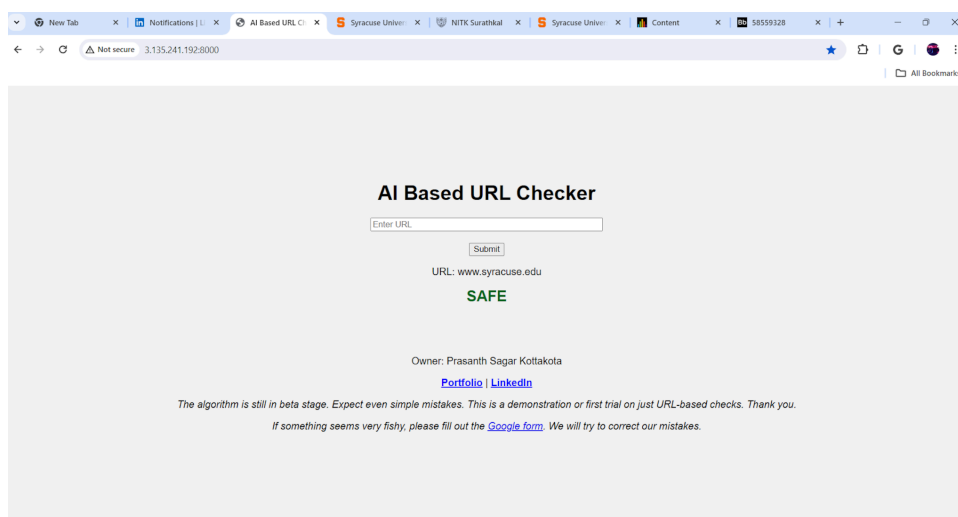 New Tab
Notifications | Li
AI Based URL Ch
Syracuse Univer
NITK Surathkal
Syracuse Univer
Content
Bb 58559328
Not secure 3.135.241.192:8000
All Bookmarks
AI Based URL Checker
Enter URL
Submit
URL: www.syracuse.edu
SAFE
Owner: Prasanth Sagar Kottakota
Portfolio | LinkedIn
The algorithm is still in beta stage. Expect even simple mistakes. This is a demonstration or first trial on just URL-based checks. Thank you.
If something seems very fishy, please fill out the Google form. We will try to correct our mistakes.